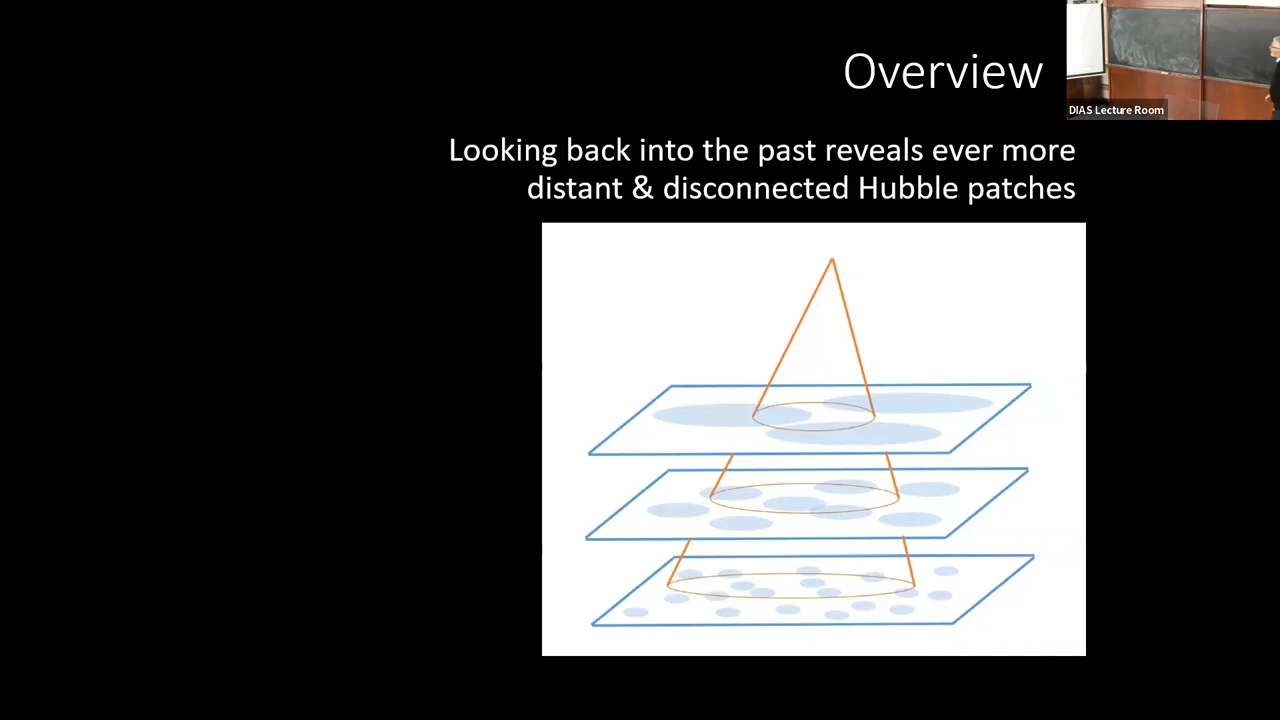 Overview
DIAS Lecture Room
Looking back into the past reveals ever more
distant & disconnected Hubble patches